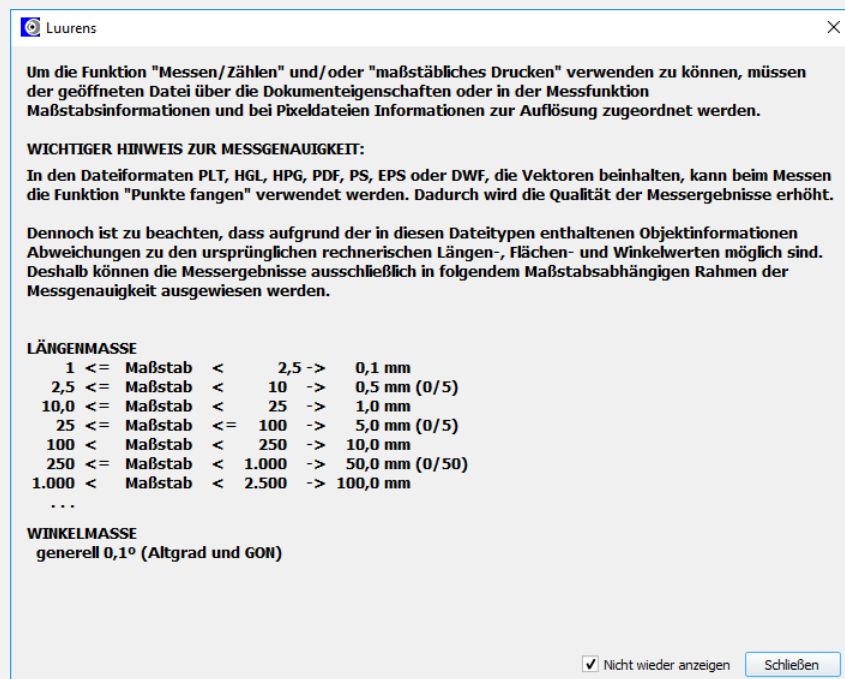 Luurens
Um die Funktion "Messen/Zählen" und/oder "maßstäbliches Drucken" verwenden zu können, müssen
der geöffneten Datei über die Dokumenteigenschaften oder in der Messfunktion
Maßstabsinformationen und bei Pixeldateien Informationen zur Auflösung zugeordnet werden.
WICHTIGER HINWEIS ZUR MESSGENAUIGKEIT:
In den Dateiformaten PLT, HGL, HPG, PDF, PS, EPS oder DWF, die Vektoren beinhalten, kann beim Messen
die Funktion "Punkte fangen" verwendet werden. Dadurch wird die Qualität der Messergebnisse erhöht.
Dennoch ist zu beachten, dass aufgrund der in diesen Dateitypen enthaltenen Objektinformationen
Abweichungen zu den ursprünglichen rechnerischen Längen-, Flächen- und Winkelwerten möglich sind.
Deshalb können die Messergebnisse ausschließlich in folgendem Maßstabsabhängigen Rahmen der
Messgenauigkeit ausgewiesen werden.
LÄNGENMASSE
1 <= Maßstab < 2,5 -> 0,1 mm
2,5 <= Maßstab < 10 -> 0,5 mm (0/5)
10,0 <= Maßstab < 25 -> 1,0 mm
25 <= Maßstab <= 100 -> 5,0 mm (0/5)
100 < Maßstab < 250 -> 10,0 mm
250 <= Maßstab < 1.000 -> 50,0 mm (0/50)
1.000 < Maßstab < 2.500 -> 100,0 mm
. . .
WINKELMASSE
generell 0,1º (Altgrad und GON)
Nicht wieder anzeigen
Schließen